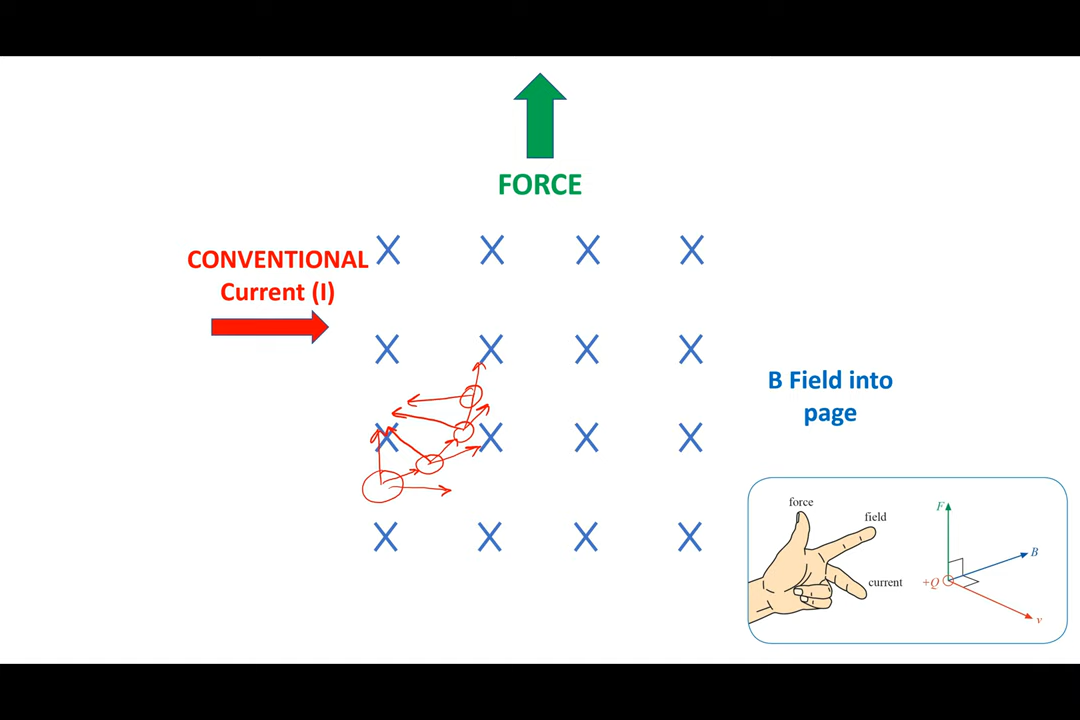 FORCE
X X X X
CONVENTIONAL
Current (I)
X X X X
B Field into
page
X X X X
force
field
current
F
B
+Q
v
X X X X